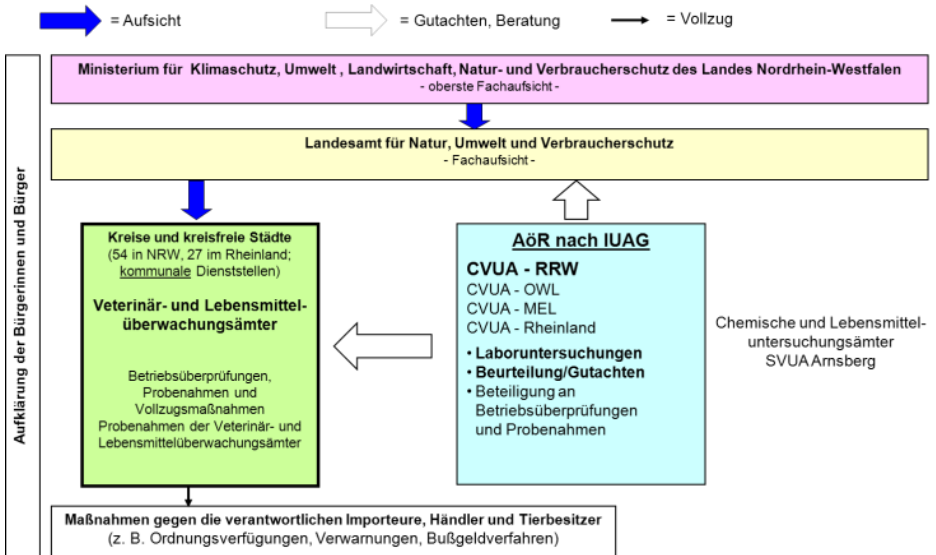 = Aufsicht
= Gutachten, Beratung
= Vollzug
Aufklärung der Bürgerinnen und Bürger
Ministerium für Klimaschutz, Umwelt , Landwirtschaft, Natur- und Verbraucherschutz des Landes Nordrhein-Westfalen
- oberste Fachaufsicht -
Landesamt für Natur, Umwelt und Verbraucherschutz
- Fachaufsicht -
Kreise und kreisfreie Städte
(54 in NRW, 27 im Rheinland;
kommunale Dienststellen)
Veterinär- und Lebensmittel-
überwachungsämter
Betriebsüberprüfungen,
Probenahmen und
Vollzugsmaßnahmen
Probenahmen der Veterinär- und
Lebensmittelüberwachungsämter
AöR nach IUAG
CVUA - RRW
CVUA - OWL
CVUA - MEL
CVUA - Rheinland
• Laboruntersuchungen
• Beurteilung/Gutachten
• Beteiligung an
Betriebsüberprüfungen
und Probenahmen
Chemische und Lebensmittel-
untersuchungsämter
SVUA Arnsberg
Maßnahmen gegen die verantwortlichen Importeure, Händler und Tierbesitzer
(z. B. Ordnungsverfügungen, Verwarnungen, Bußgeldverfahren)